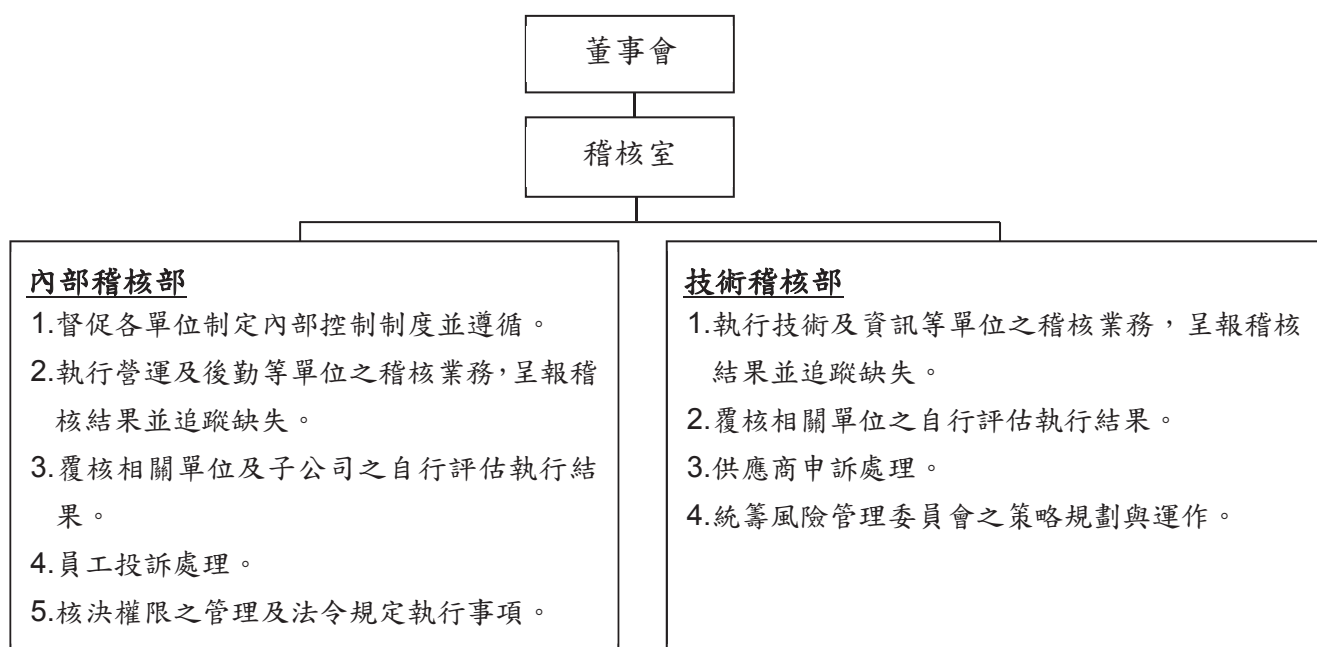 董事會
稽核室
內部稽核部
1.督促各單位制定內部控制制度並遵循。
2.執行營運及後勤等單位之稽核業務，呈報稽
核結果並追蹤缺失。
3.覆核相關單位及子公司之自行評估執行結
果。
4.員工投訴處理。
5.核決權限之管理及法令規定執行事項。
技術稽核部
1.執行技術及資訊等單位之稽核業務，呈報稽核
結果並追蹤缺失。
2.覆核相關單位之自行評估執行結果。
3.供應商申訴處理。
4.統籌風險管理委員會之策略規劃與運作。